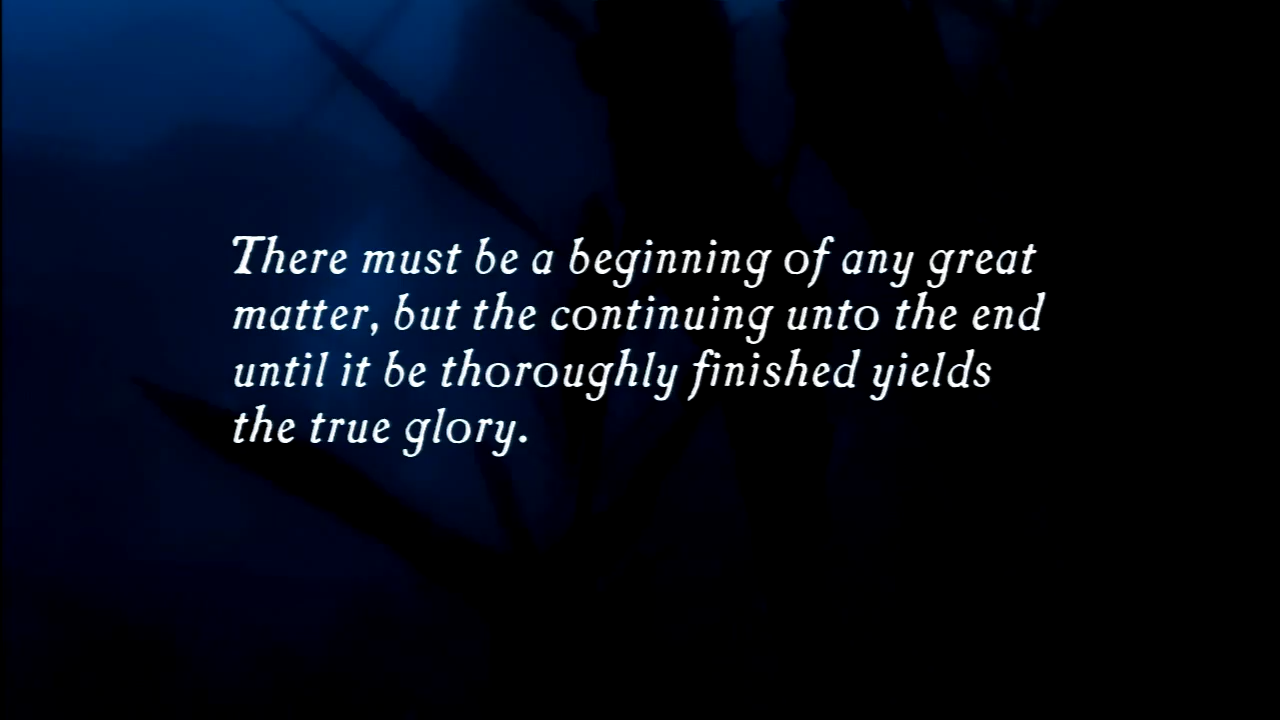 There must be a beginning of any great
matter, but the continuing unto the end
until it be thoroughly finished yields
the true glory.